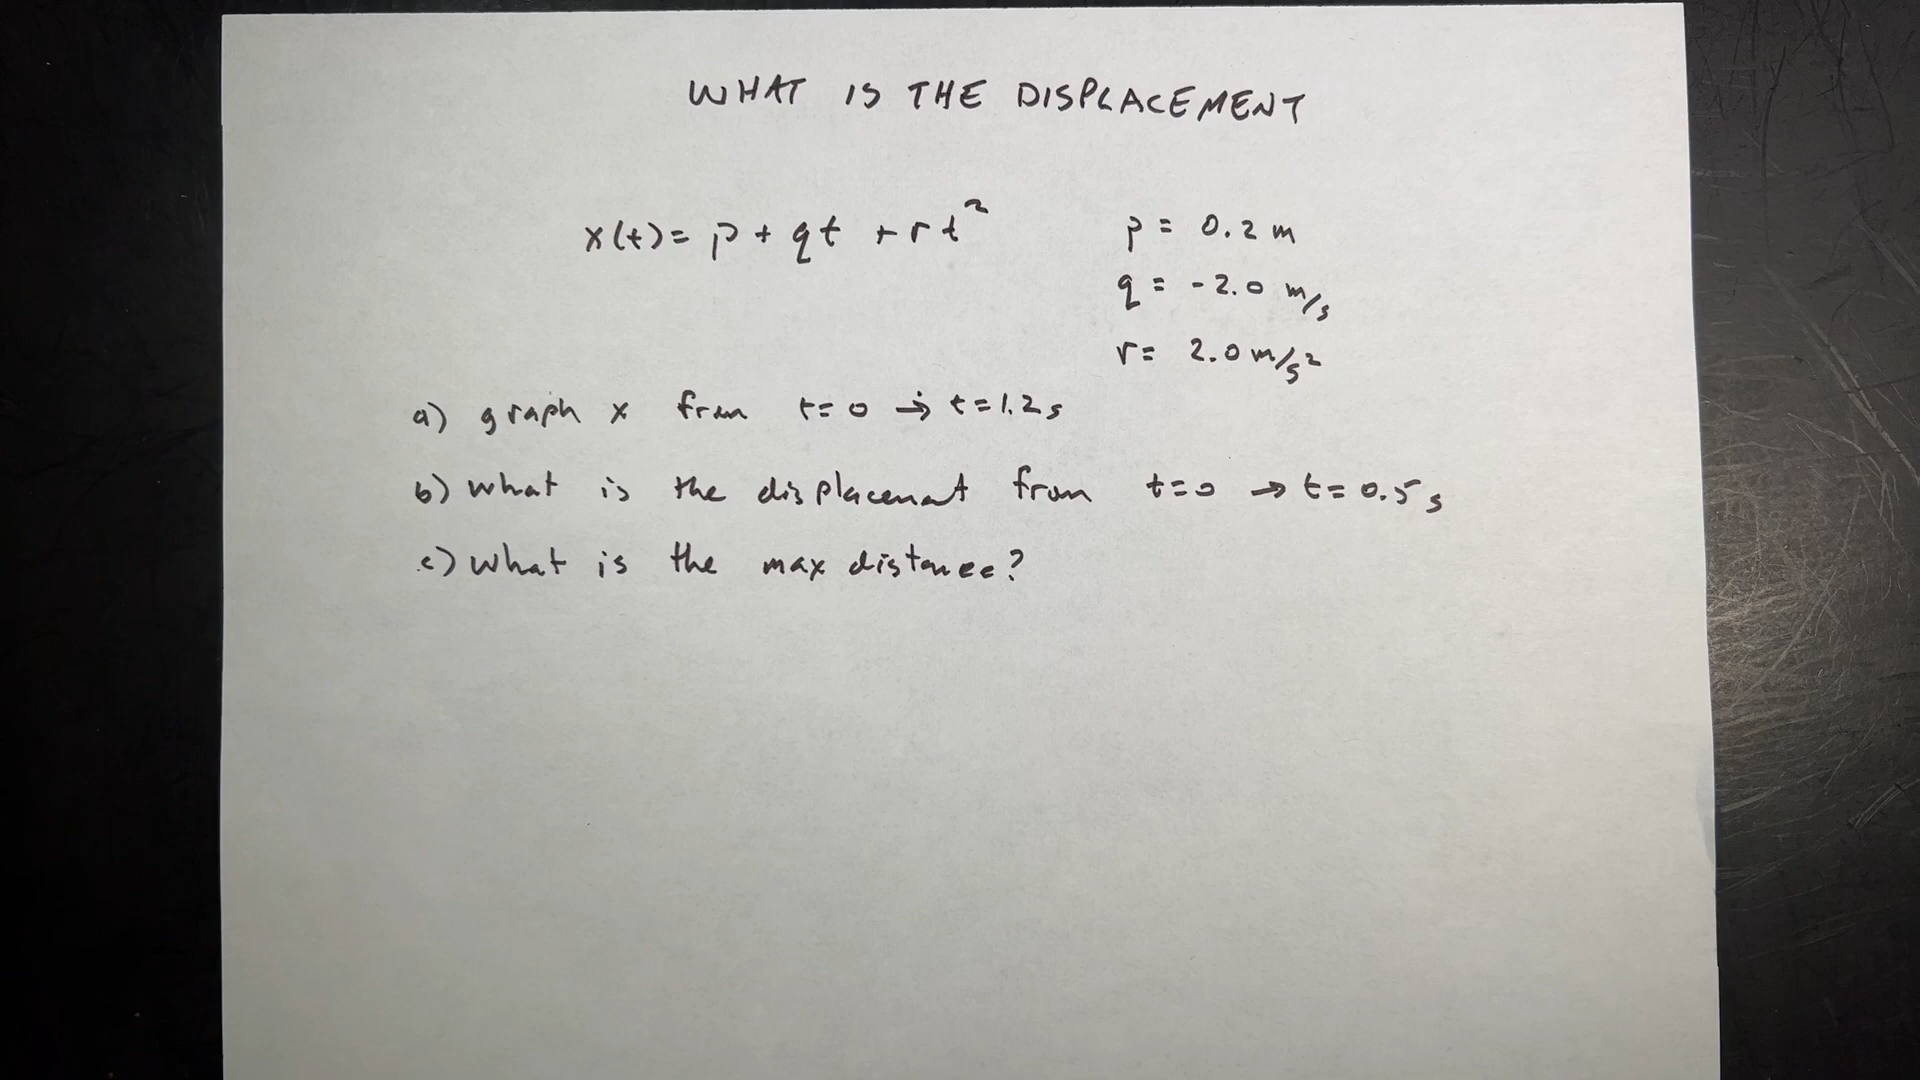 WHAT IS THE DISPLACEMENT
x(t)= p + qt + rt²
p = 0.2 m
q = -2.0 m/s
r = 2.0 m/s²
a) graph x from t=0 → t=1.2s
b) what is the displacement from t=0 → t=0.5s
c) what is the max distance?